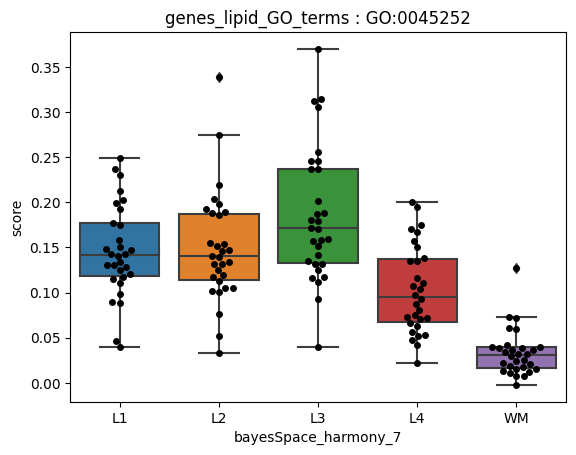 genes_lipid_GO_terms : GO:0045252
score
0.35
0.30
0.25
0.20
0.15
0.10
0.05
0.00
L1 L2 L3 L4 WM
bayesSpace_harmony_7